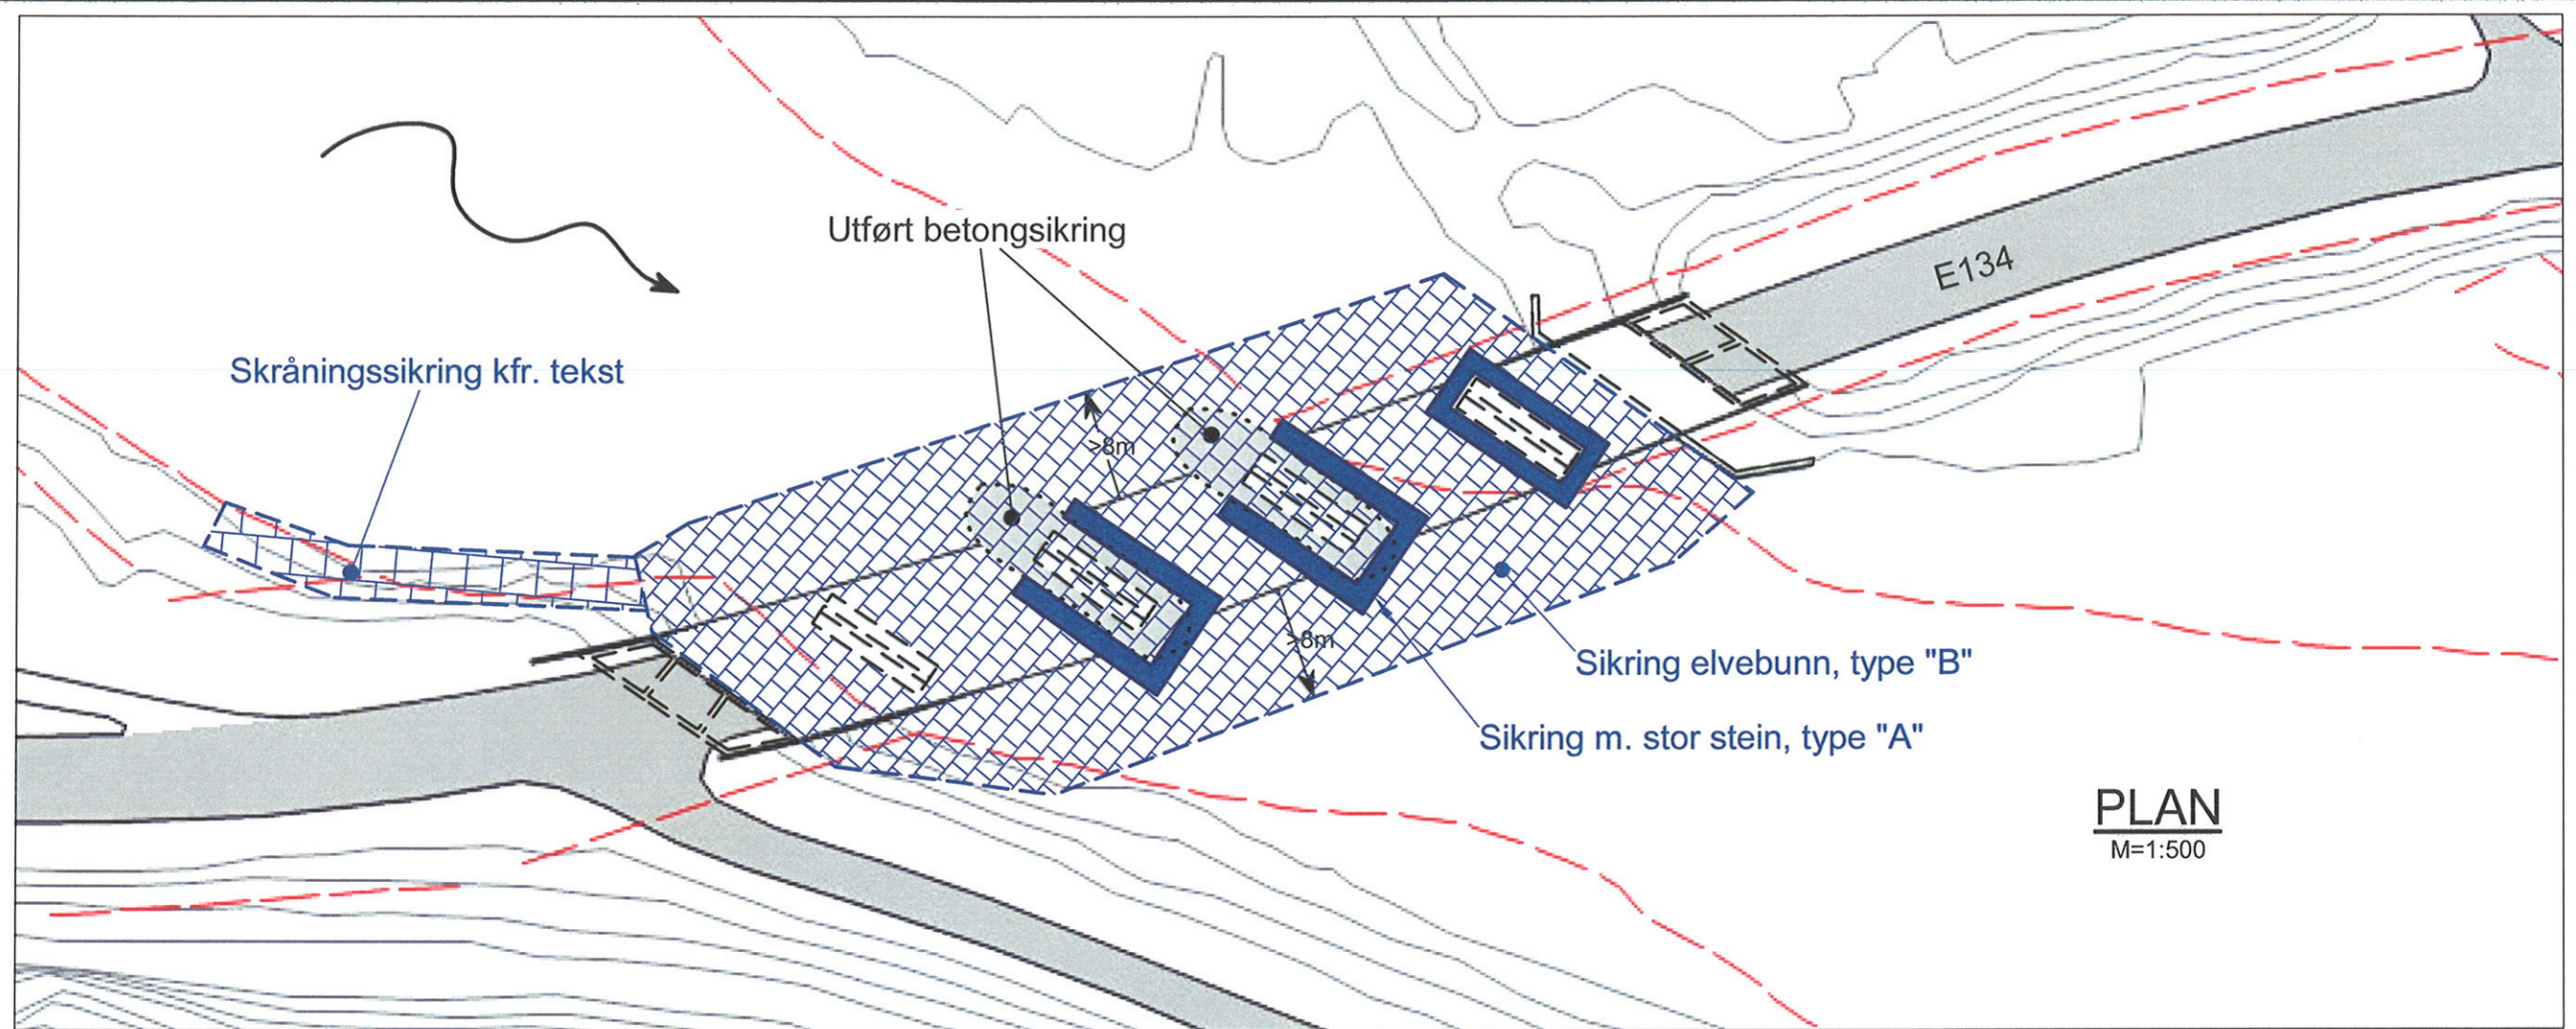 Utført betongsikring
E134
Skråningssikring kfr. tekst
>8m
>8m
Sikring elvebunn, type "B"
Sikring m. stor stein, type "A"
PLAN
M=1:500